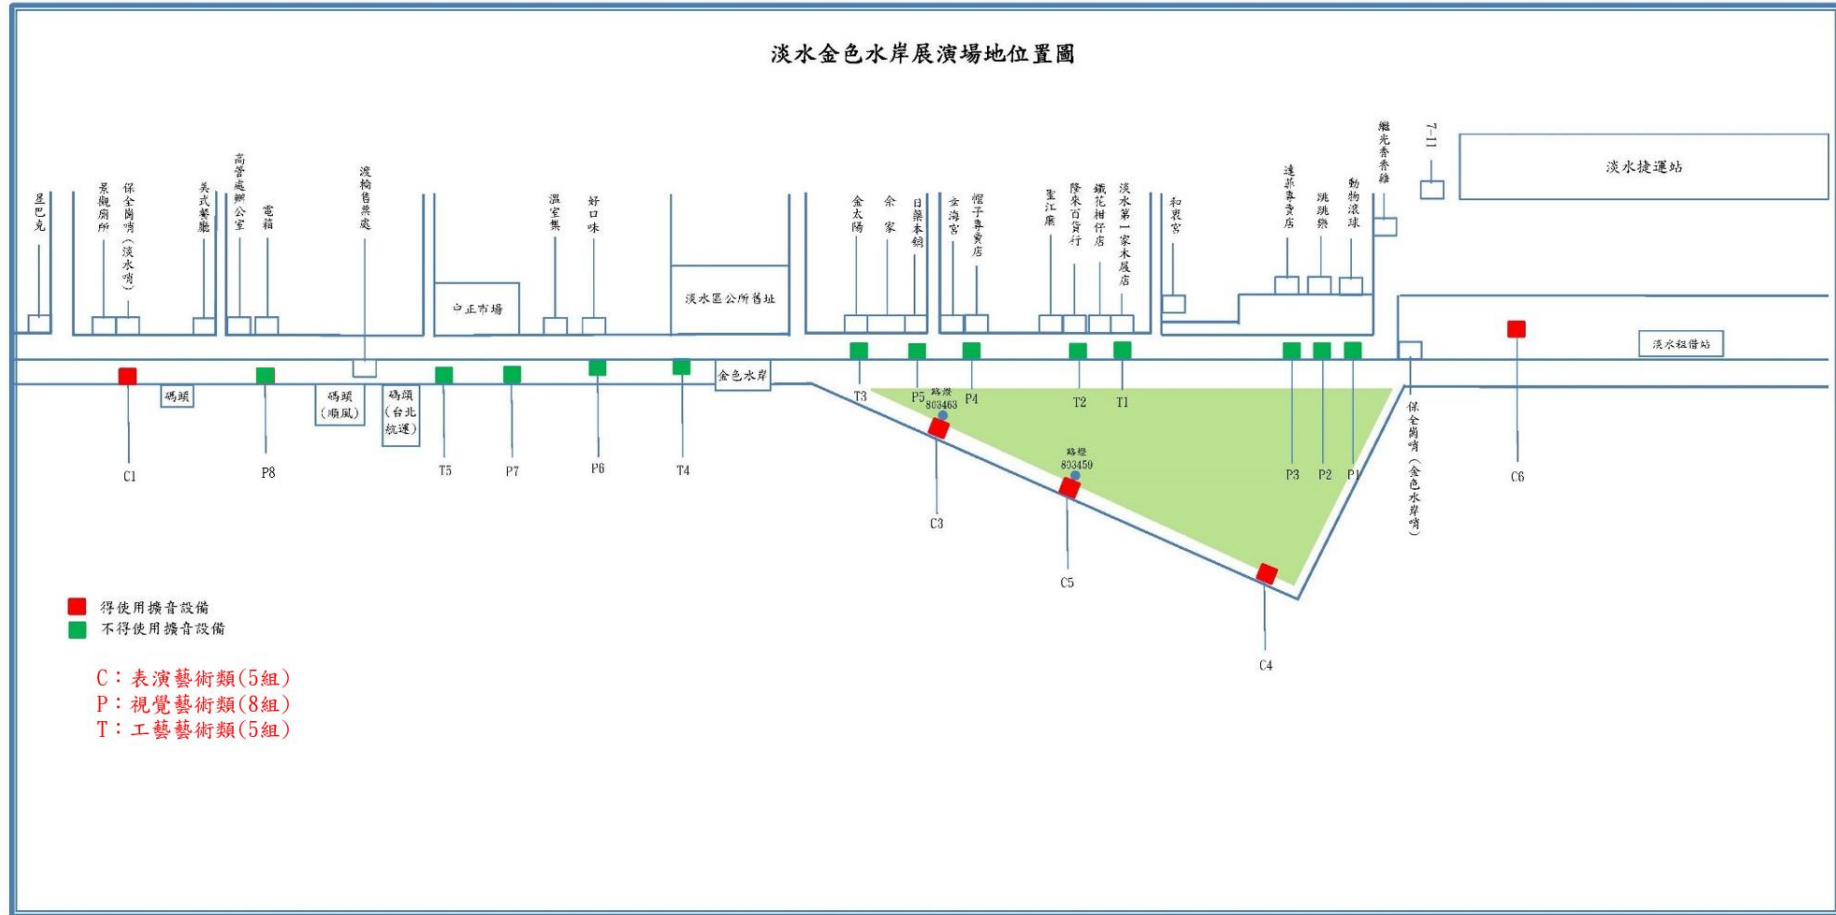 淡水金色水岸展演場地位置圖
星巴克
景觀廁所
保全崗哨(淡水哨)
美式餐廳
高管處辦公室
電箱
渡輪售票處
中正市場
溫室集
好口味
淡水區公所舊址
金太陽
余家
日藥本舖
玄海宮
帽子專賣店
聖江廟
隆來百貨行
鐵花柑仔店
淡水第一家木屐店
和衷宮
達菲專賣店
跳跳樂
動物滾球
繼光香香雞
7-11
淡水捷運站
淡水租借站
碼頭
碼頭
(順風)
碼頭
(台北
航運)
金色水岸
保全崗哨(金色水岸哨)
路燈
803463
路燈
803459
C1
P8
T5
P7
P6
T4
T3
P5
P4
T2
T1
P3
P2
P1
C3
C5
C4
C6
得使用擴音設備
不得使用擴音設備
C：表演藝術類(5組)
P：視覺藝術類(8組)
T：工藝藝術類(5組)